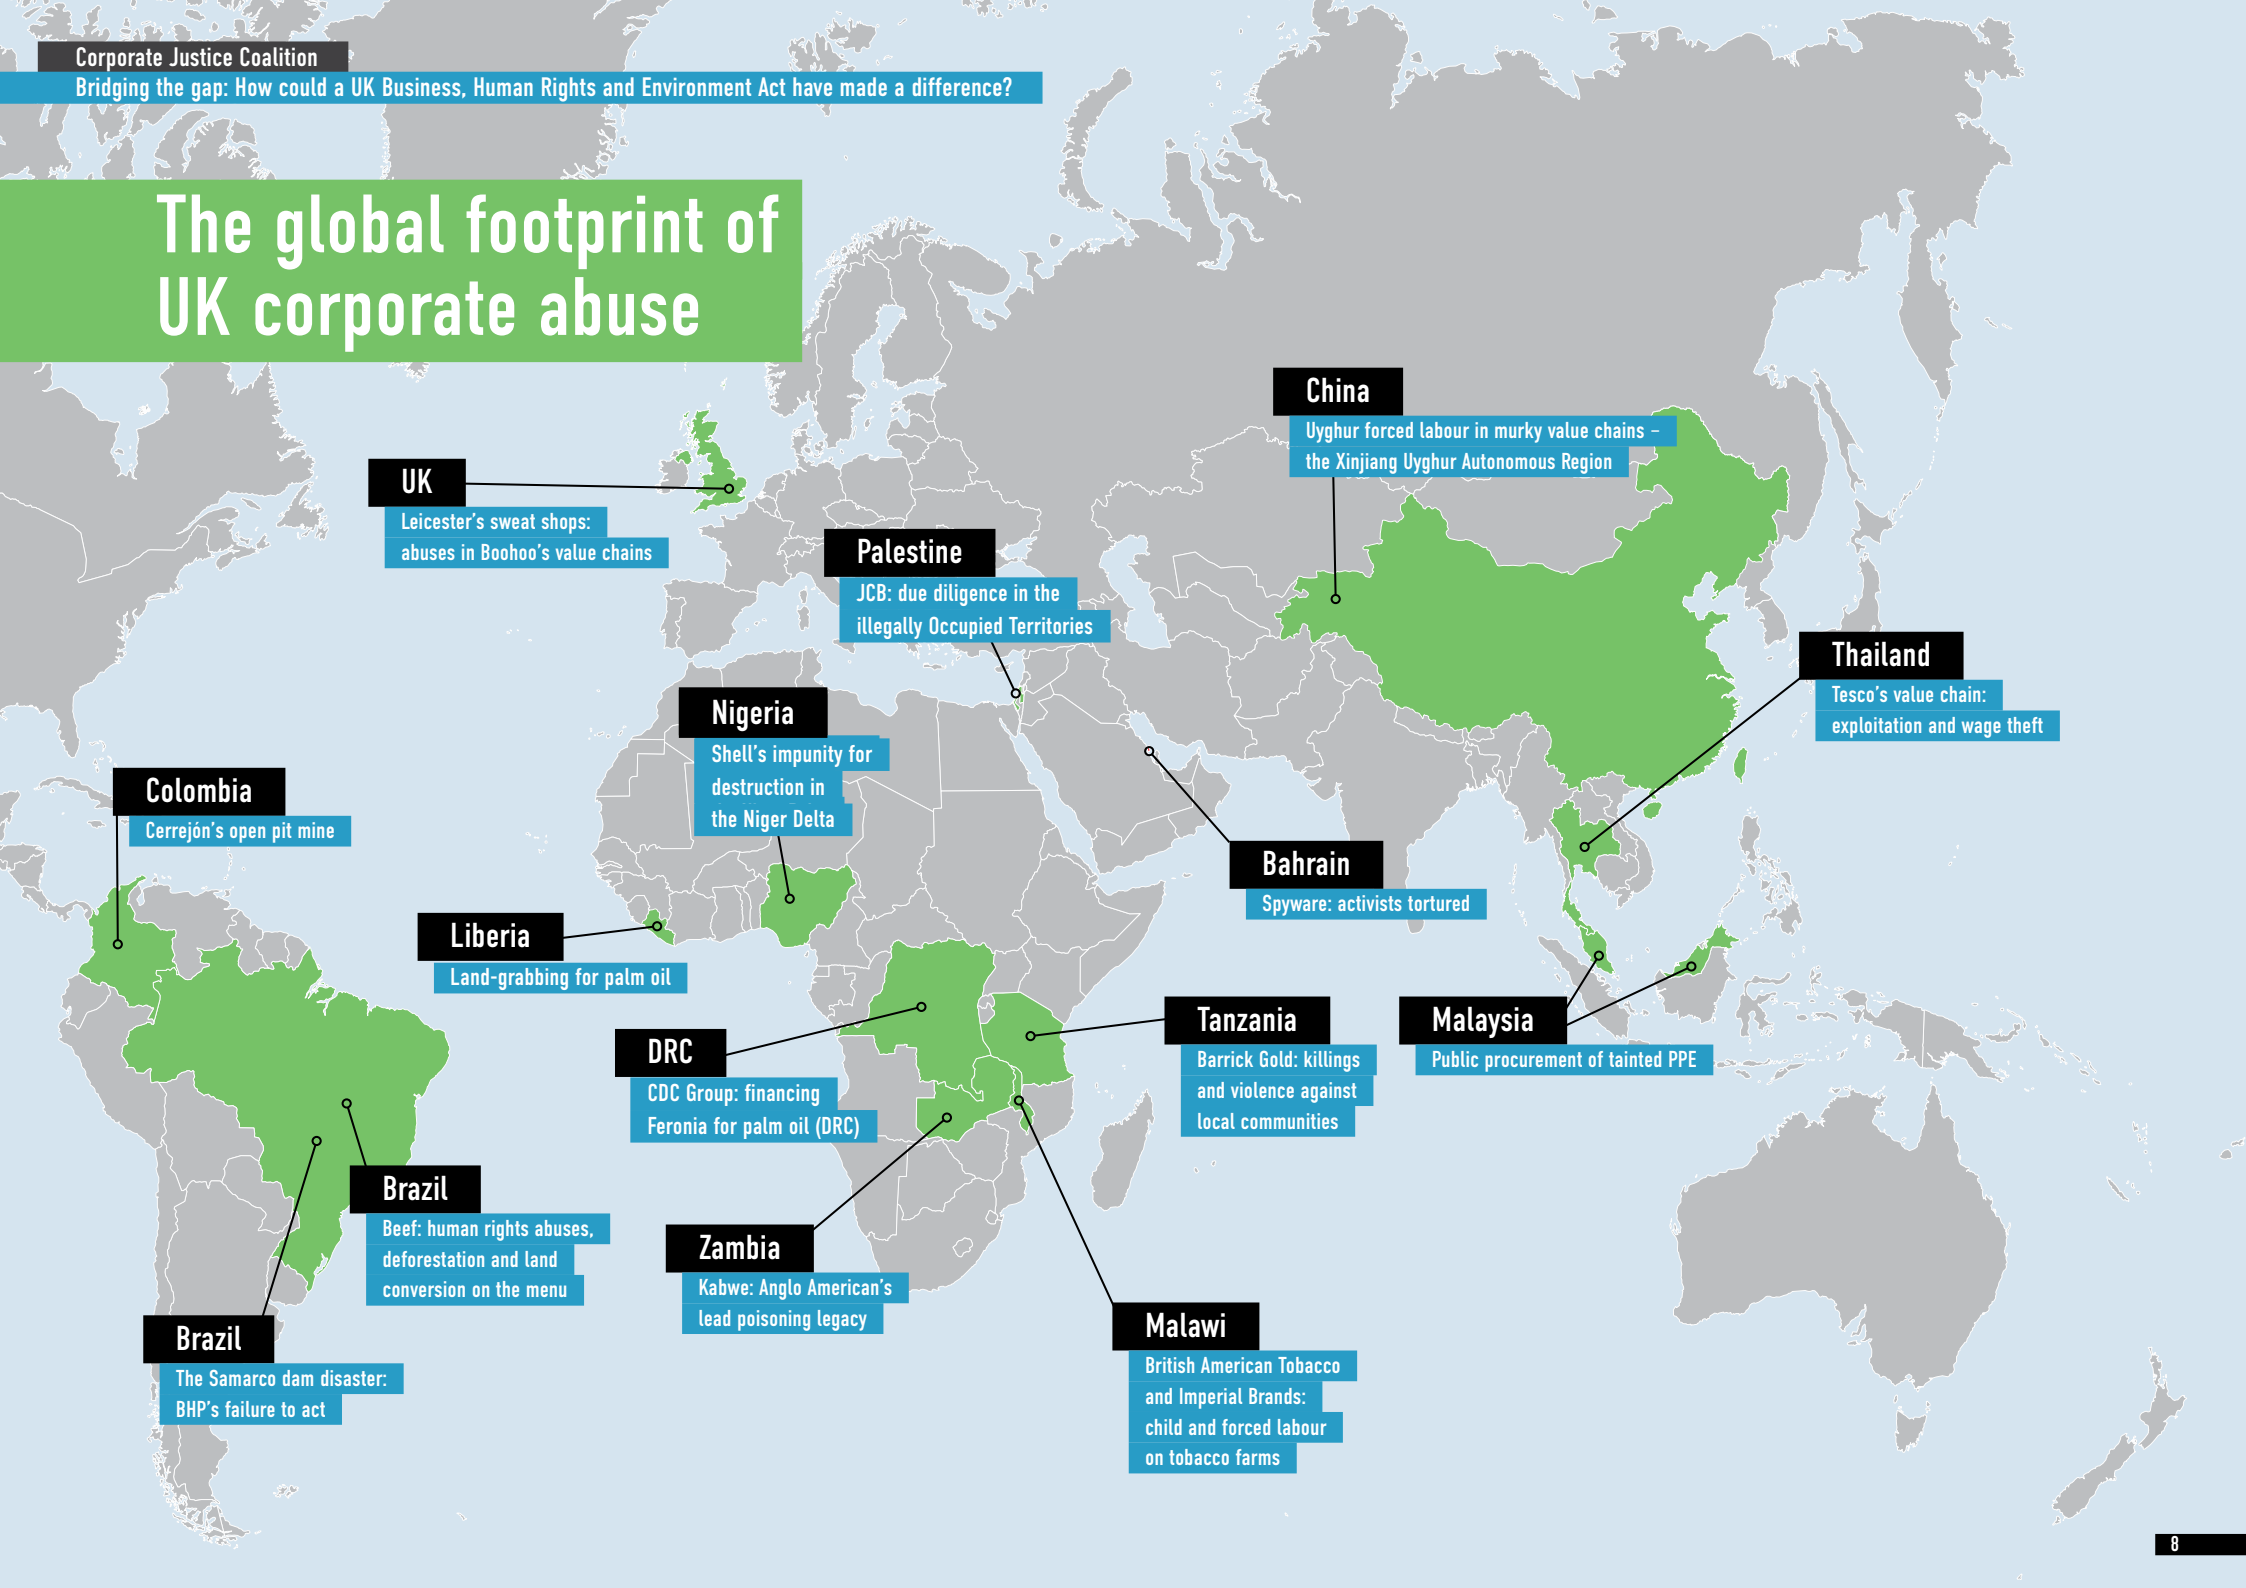 Corporate Justice Coalition
Bridging the gap: How could a UK Business, Human Rights and Environment Act have made a difference?
The global footprint of
UK corporate abuse
China
Uyghur forced labour in murky value chains –
the Xinjiang Uyghur Autonomous Region
UK
Leicester's sweat shops:
abuses in Boohoo's value chains
Palestine
JCB: due diligence in the
illegally Occupied Territories
Thailand
Tesco's value chain:
exploitation and wage theft
Nigeria
Shell's impunity for
destruction in
the Niger Delta
Colombia
Cerrejón's open pit mine
Bahrain
Spyware: activists tortured
Liberia
Land-grabbing for palm oil
DRC
CDC Group: financing
Feronia for palm oil (DRC)
Tanzania
Barrick Gold: killings
and violence against
local communities
Malaysia
Public procurement of tainted PPE
Brazil
Beef: human rights abuses,
deforestation and land
conversion on the menu
Zambia
Kabwe: Anglo American's
lead poisoning legacy
Brazil
The Samarco dam disaster:
BHP's failure to act
Malawi
British American Tobacco
and Imperial Brands:
child and forced labour
on tobacco farms
8